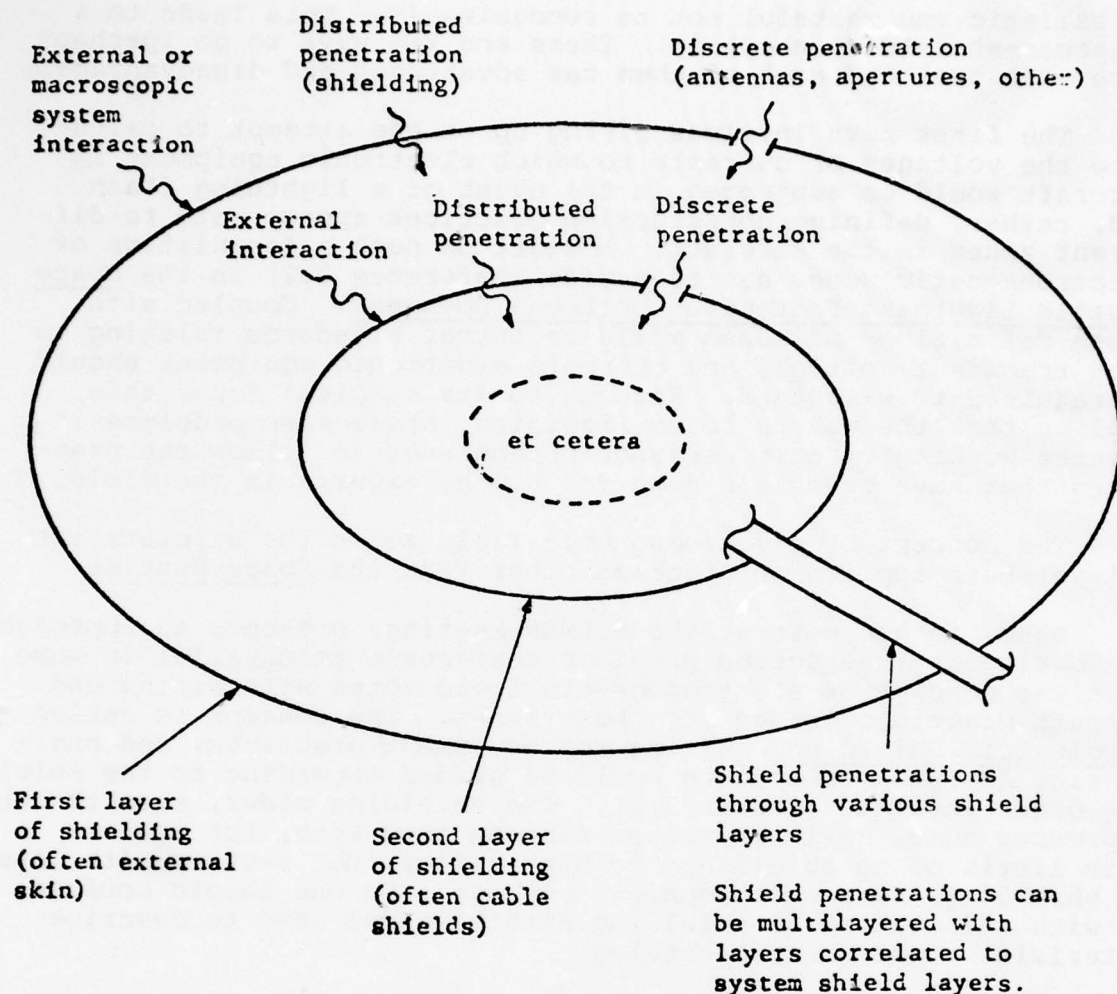 Distributed
penetration
(shielding)
Discrete penetration
(antennas, apertures, other)
External or
macroscopic
system
interaction
External
interaction
Distributed
penetration
Discrete
penetration
et cetera
First layer
of shielding
(often external
skin)
Second layer
of shielding
(often cable
shields)
Shield penetrations
through various shield
layers
Shield penetrations can
be multilayered with
layers correlated to
system shield layers.